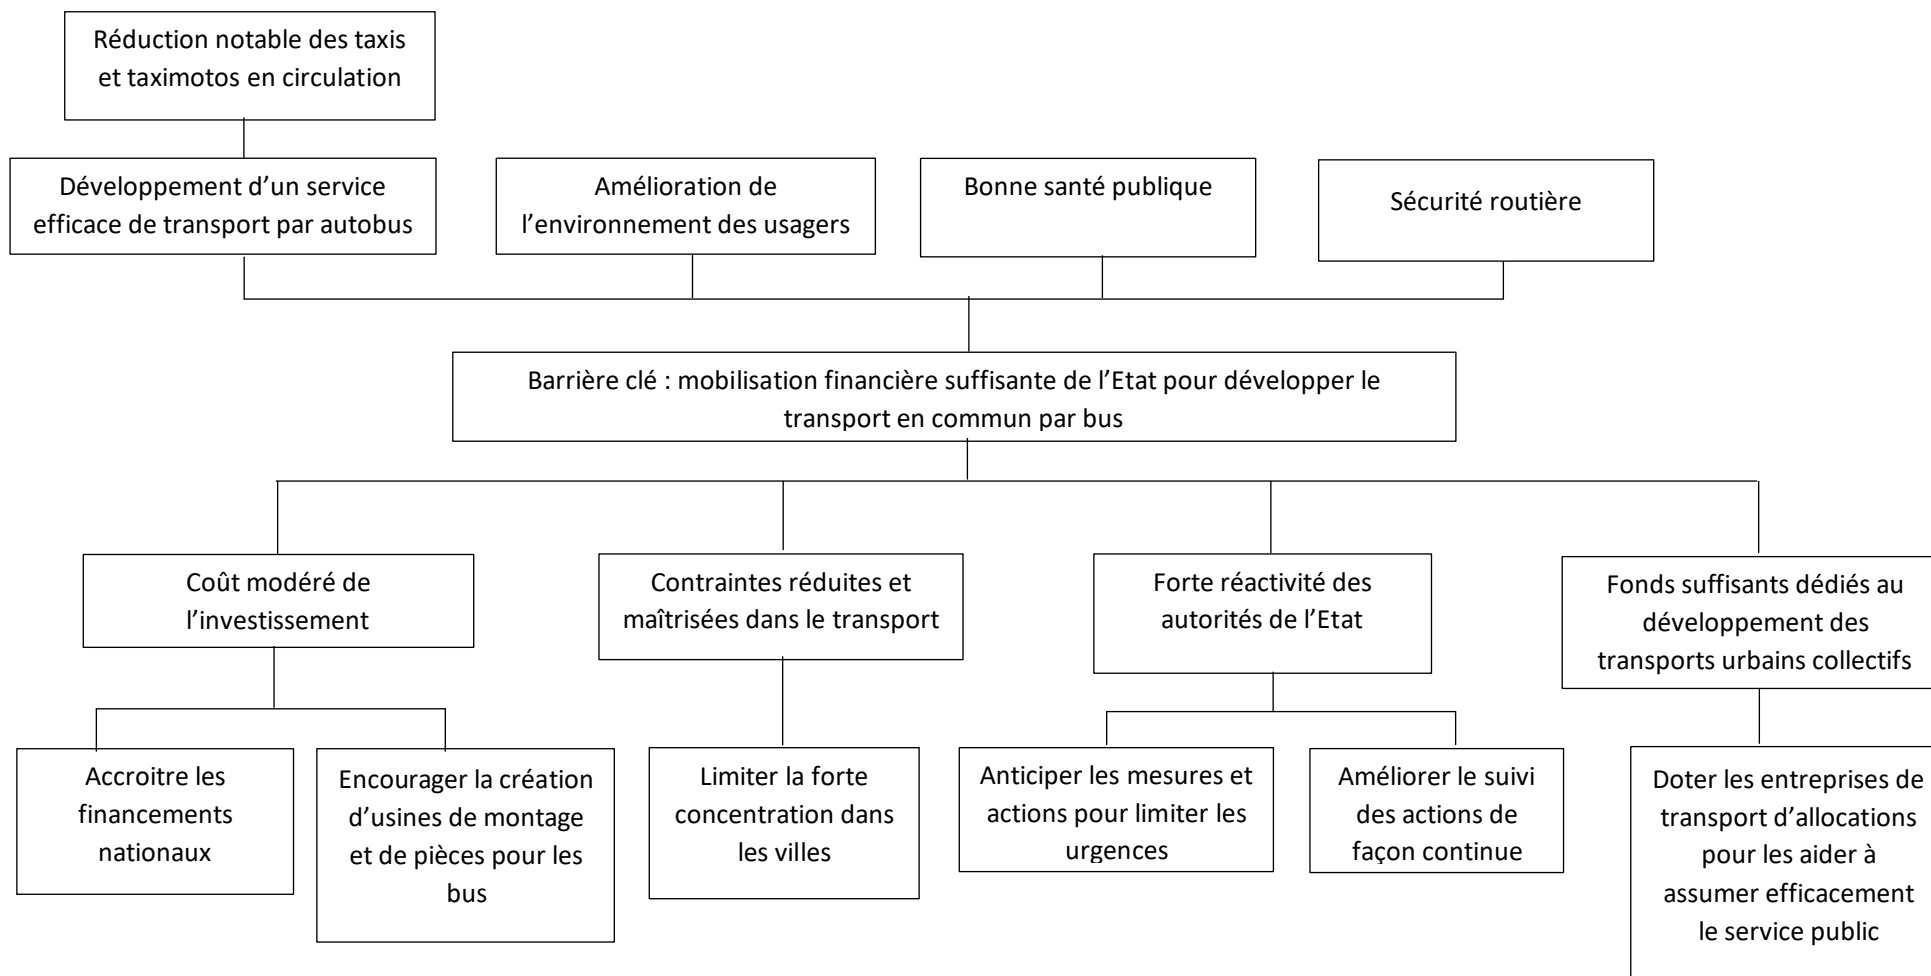 Réduction notable des taxis
et taximotos en circulation
Développement d’un service
efficace de transport par autobus
Amélioration de
l’environnement des usagers
Bonne santé publique
Sécurité routière
Barrière clé : mobilisation financière suffisante de l’Etat pour développer le
transport en commun par bus
Coût modéré de
l’investissement
Contraintes réduites et
maîtrisées dans le transport
Forte réactivité des
autorités de l’Etat
Fonds suffisants dédiés au
développement des
transports urbains collectifs
Accroitre les
financements
nationaux
Encourager la création
d’usines de montage
et de pièces pour les
bus
Limiter la forte
concentration dans
les villes
Anticiper les mesures et
actions pour limiter les
urgences
Améliorer le suivi
des actions de
façon continue
Doter les entreprises de
transport d’allocations
pour les aider à
assumer efficacement
le service public